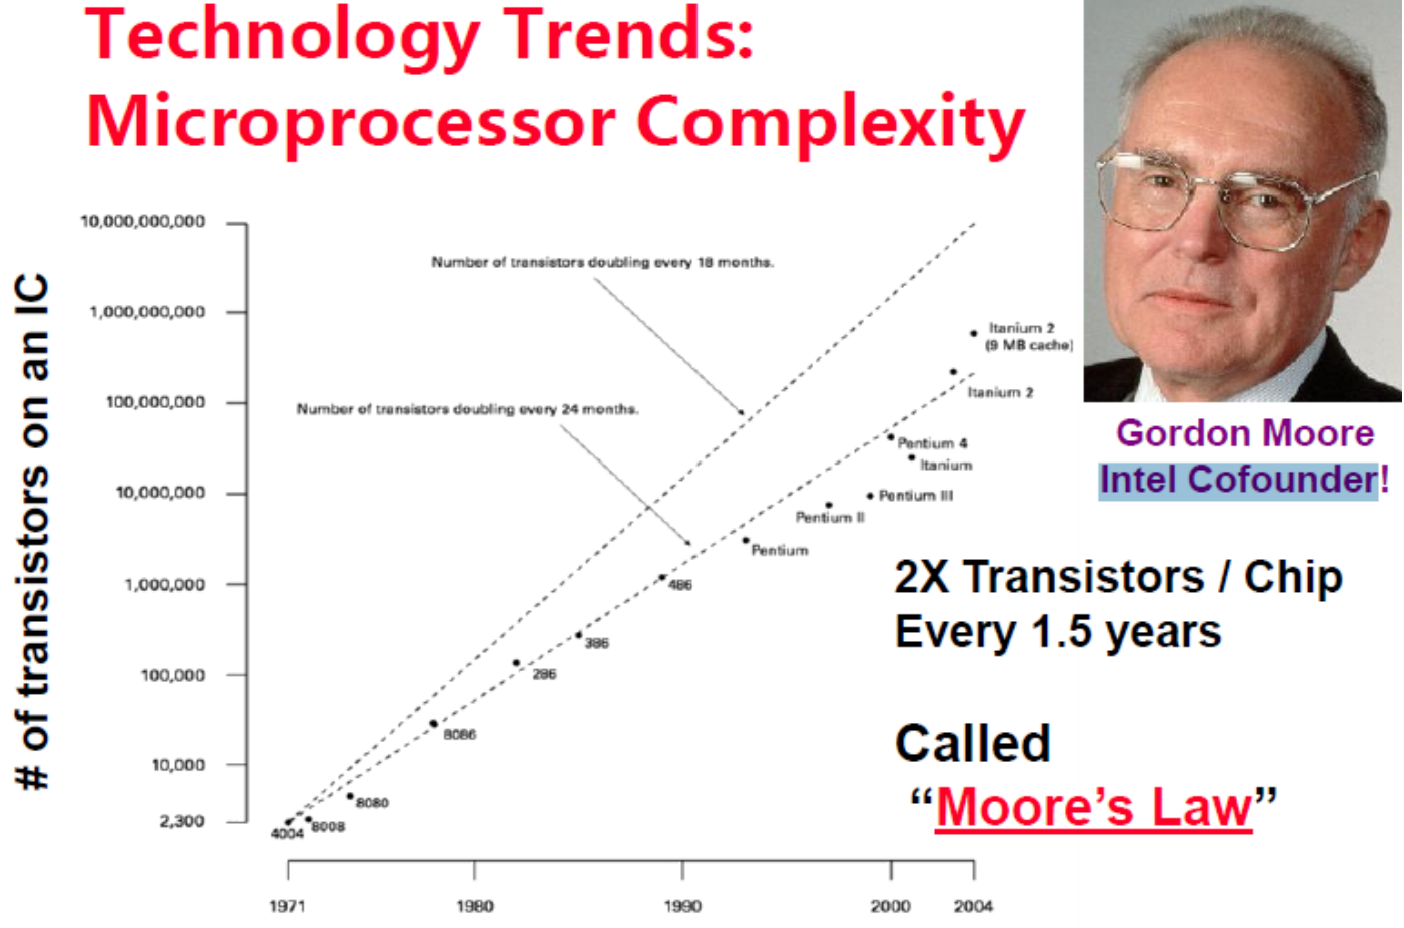 Technology Trends:
Microprocessor Complexity
# of transistors on an IC
10,000,000,000
1,000,000,000
100,000,000
10,000,000
1,000,000
100,000
10,000
2,300
Number of transistors doubling every 18 months.
Number of transistors doubling every 24 months.
Itanium 2
(9 MB cache)
Itanium 2
Pentium 4
Itanium
Pentium III
Pentium II
Pentium
486
386
286
8086
8080
8008
4004
1971
1980
1990
2000
2004
Gordon Moore
Intel Cofounder!
2X Transistors / Chip
Every 1.5 years
Called
“Moore’s Law”